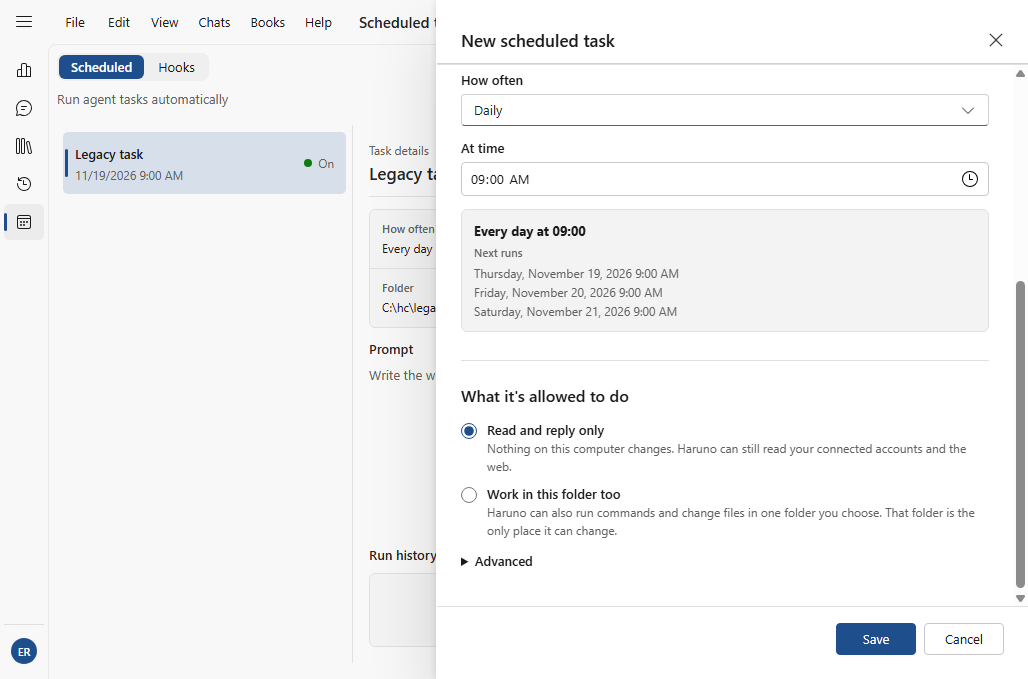 File Edit View Chats Books Help
Scheduled
Scheduled Hooks
Run agent tasks automatically
Legacy task
11/19/2026 9:00 AM
On
Task details
Legacy ta
How often
Every day
Folder
C:\hc\lega
Prompt
Write the w
Run history
ER
New scheduled task
How often
Daily
At time
09:00 AM
Every day at 09:00
Next runs
Thursday, November 19, 2026 9:00 AM
Friday, November 20, 2026 9:00 AM
Saturday, November 21, 2026 9:00 AM
What it's allowed to do
Read and reply only
Nothing on this computer changes. Haruno can still read your connected accounts and the
web.
Work in this folder too
Haruno can also run commands and change files in one folder you choose. That folder is the
only place it can change.
Advanced
Save Cancel